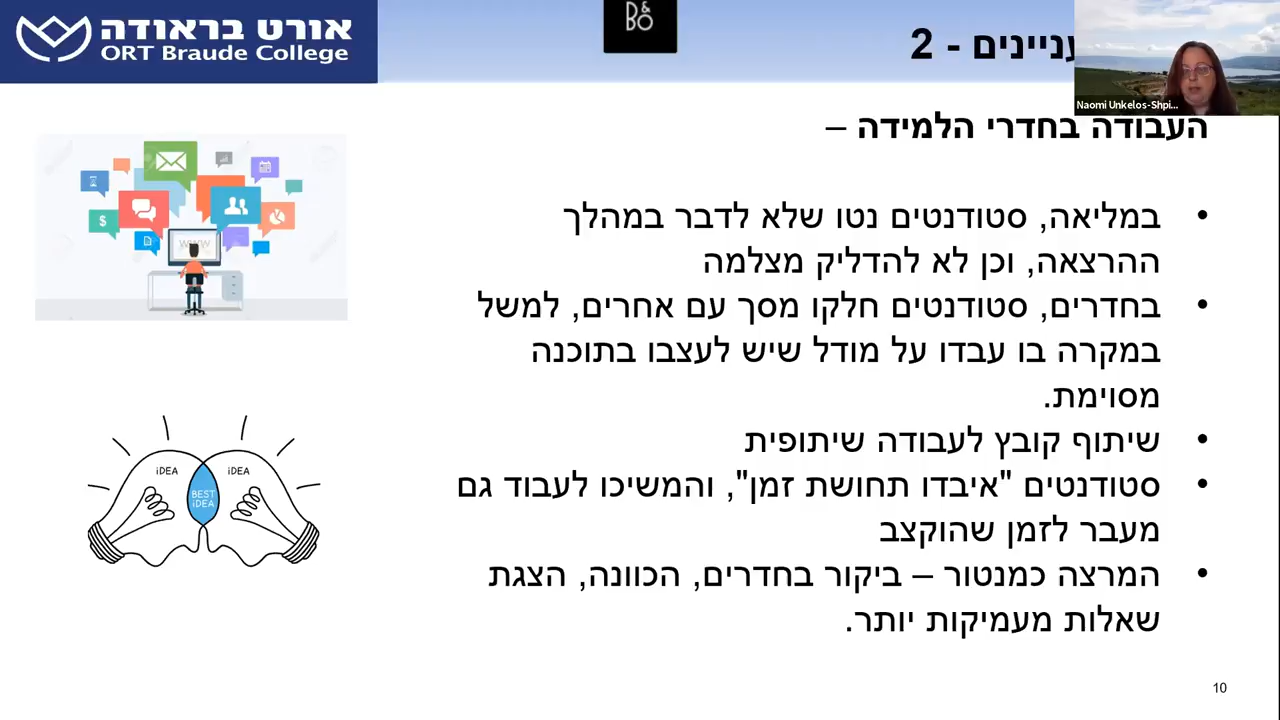 אורט בראודה
ORT Braude College
B&
BO
עניינים - 2
Naomi Unkelos-Shpi...
העבודה בחדרי הלמידה –
• במליאה, סטודנטים נטו שלא לדבר במהלך
ההרצאה, וכן לא להדליק מצלמה
• בחדרים, סטודנטים חלקו מסך עם אחרים, למשל
במקרה בו עבדו על מודל שיש לעצבו בתוכנה
מסוימת.
• שיתוף קובץ לעבודה שיתופית
• סטודנטים "איבדו תחושת זמן", והמשיכו לעבוד גם
מעבר לזמן שהוקצב
• המרצה כמנטור – ביקור בחדרים, הכוונה, הצגת
שאלות מעמיקות יותר.
$
WWW
iDEA
iDEA
BEST
iDEA
10